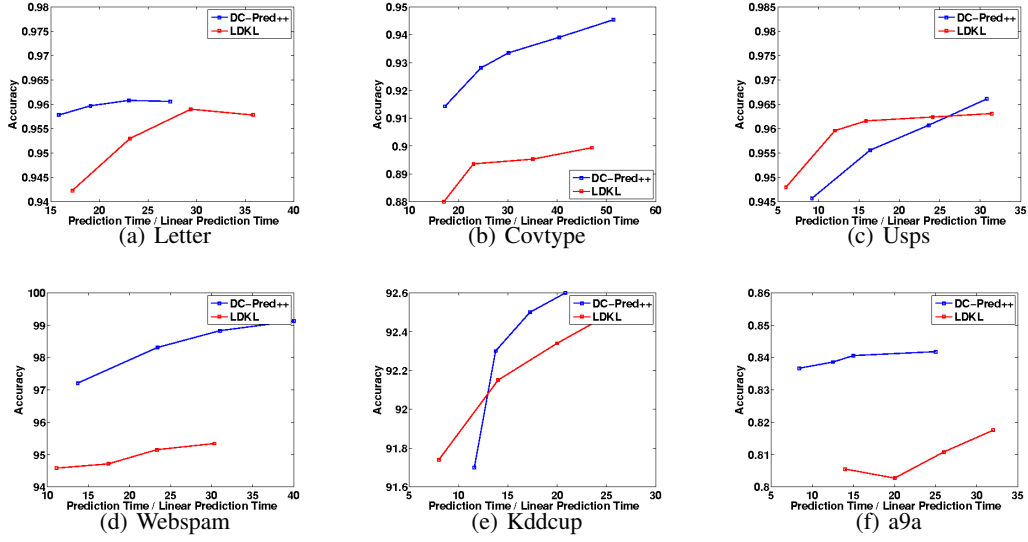 0.98
0.975
0.97
0.965
0.96
0.955
0.95
0.945
0.94
Accuracy
DC-Pred++
LDKL
15 20 25 30 35 40
Prediction Time / Linear Prediction Time
(a) Letter
0.95
0.94
0.93
0.92
0.91
0.9
0.89
0.88
Accuracy
DC-Pred++
LDKL
10 20 30 40 50 60
Prediction Time / Linear Prediction Time
(b) Covtype
0.985
0.98
0.975
0.97
0.965
0.96
0.955
0.95
0.945
Accuracy
DC-Pred++
LDKL
5 10 15 20 25 30 35
Prediction Time / Linear Prediction Time
(c) Usps
100
99
98
97
96
95
94
Accuracy
DC-Pred++
LDKL
10 15 20 25 30 35 40
Prediction Time / Linear Prediction Time
(d) Webspam
92.6
92.4
92.2
92
91.8
91.6
Accuracy
DC-Pred++
LDKL
5 10 15 20 25 30
Prediction Time / Linear Prediction Time
(e) Kddcup
0.86
0.85
0.84
0.83
0.82
0.81
0.8
Accuracy
DC-Pred++
LDKL
5 10 15 20 25 30 35
Prediction Time / Linear Prediction Time
(f) a9a